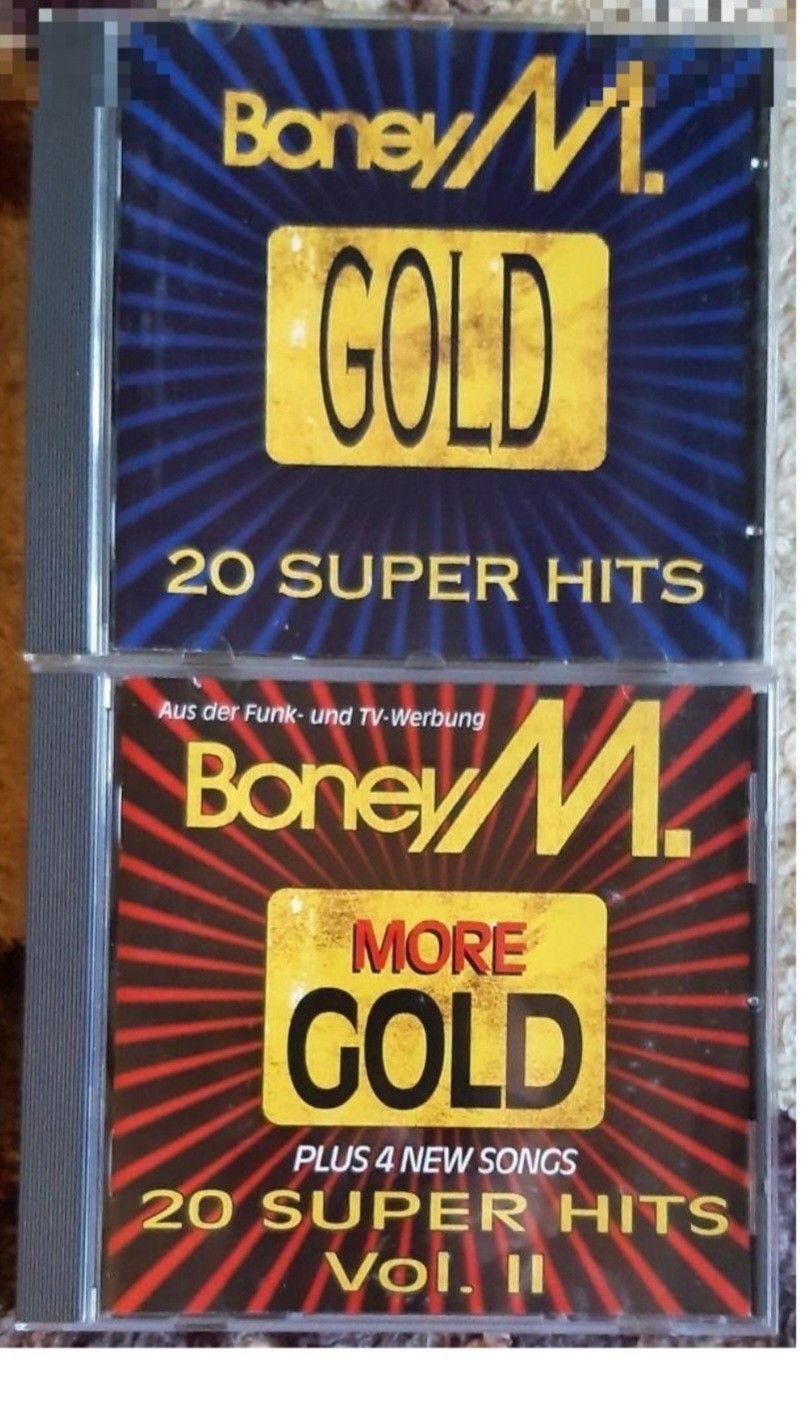 Boney M.
GOLD
20 SUPER HITS
Aus der Funk- und TV-Werbung
Boney M.
MORE
GOLD
PLUS 4 NEW SONGS
20 SUPER HITS
Vol. II